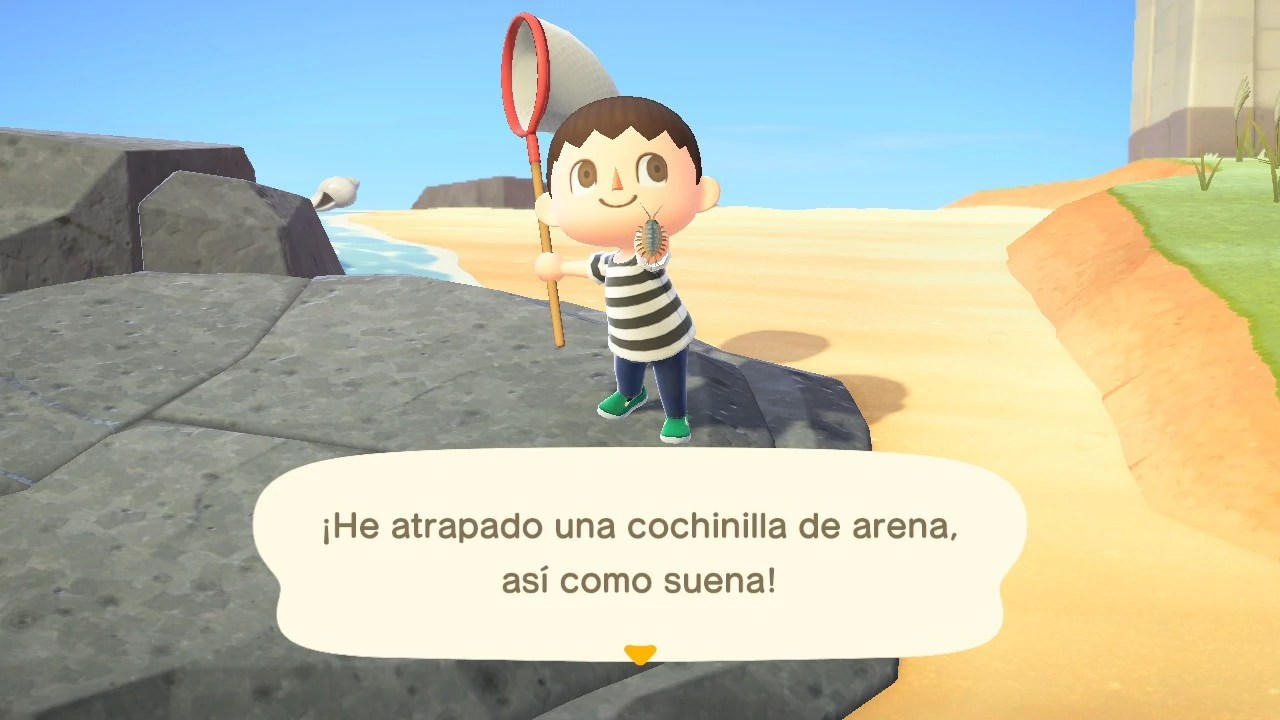 ¡He atrapado una cochinilla de arena,
así como suena!